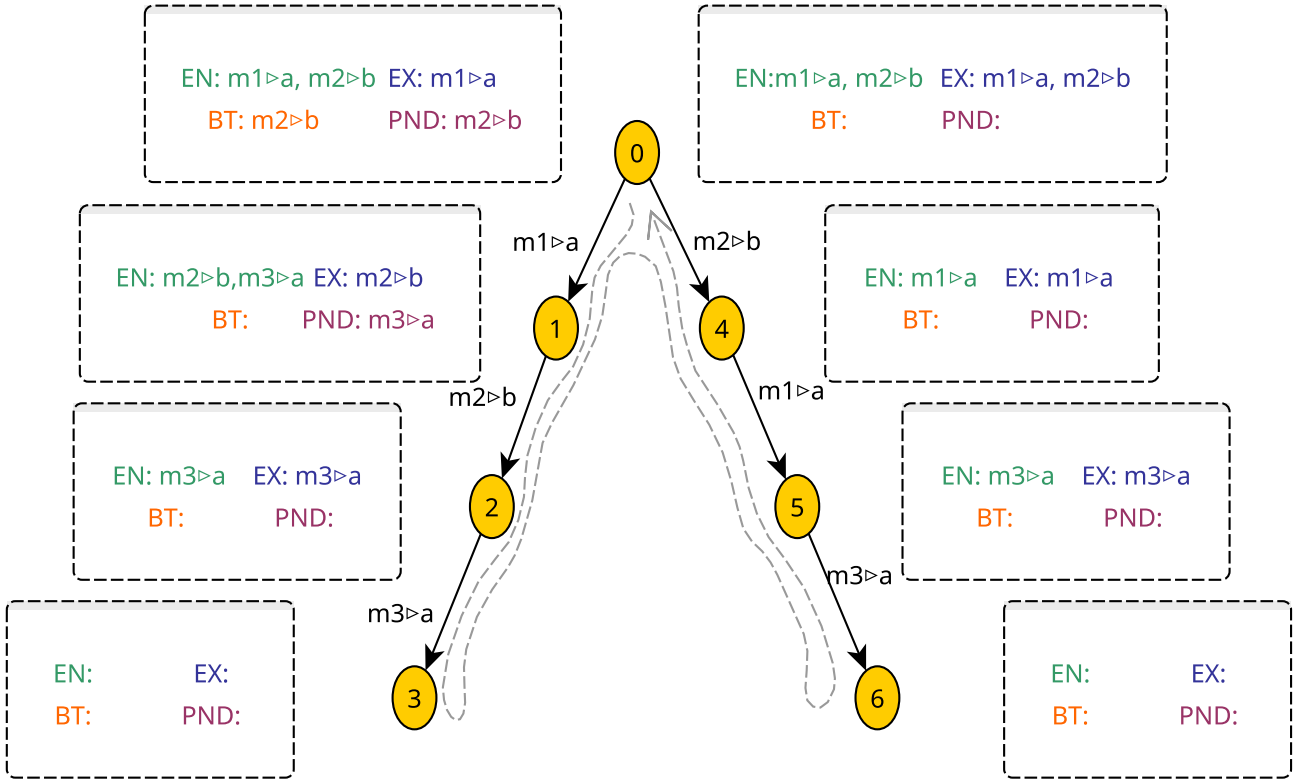 EN: m1▹a, m2▹b EX: m1▹a
BT: m2▹b PND: m2▹b
EN:m1▹a, m2▹b EX: m1▹a, m2▹b
BT: PND:
0
m1▹a
m2▹b
EN: m2▹b,m3▹a EX: m2▹b
BT: PND: m3▹a
1
4
EN: m1▹a EX: m1▹a
BT: PND:
m2▹b
m1▹a
EN: m3▹a EX: m3▹a
BT: PND:
2
5
EN: m3▹a EX: m3▹a
BT: PND:
m3▹a
m3▹a
EN: EX:
BT: PND:
3
6
EN: EX:
BT: PND: